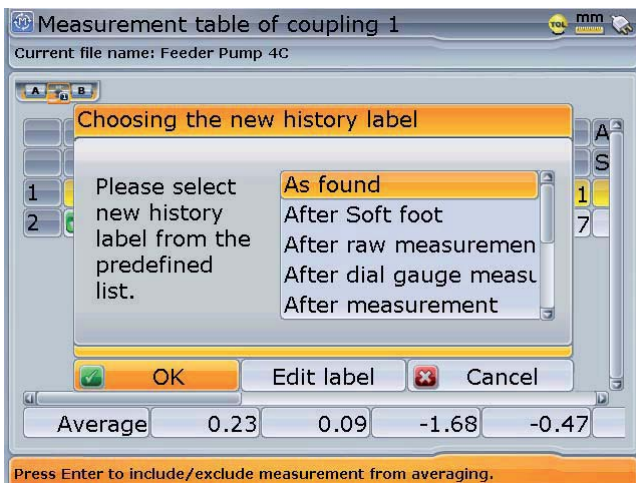 Measurement table of coupling 1
TOL mm
Current file name: Feeder Pump 4C
A B
Choosing the new history label
A
S
Please select
new history
label from the
predefined
list.
As found
After Soft foot
After raw measuremen
After dial gauge measu
After measurement
1 1
2 7
OK Edit label Cancel
Average 0.23 0.09 -1.68 -0.47
Press Enter to include/exclude measurement from averaging.